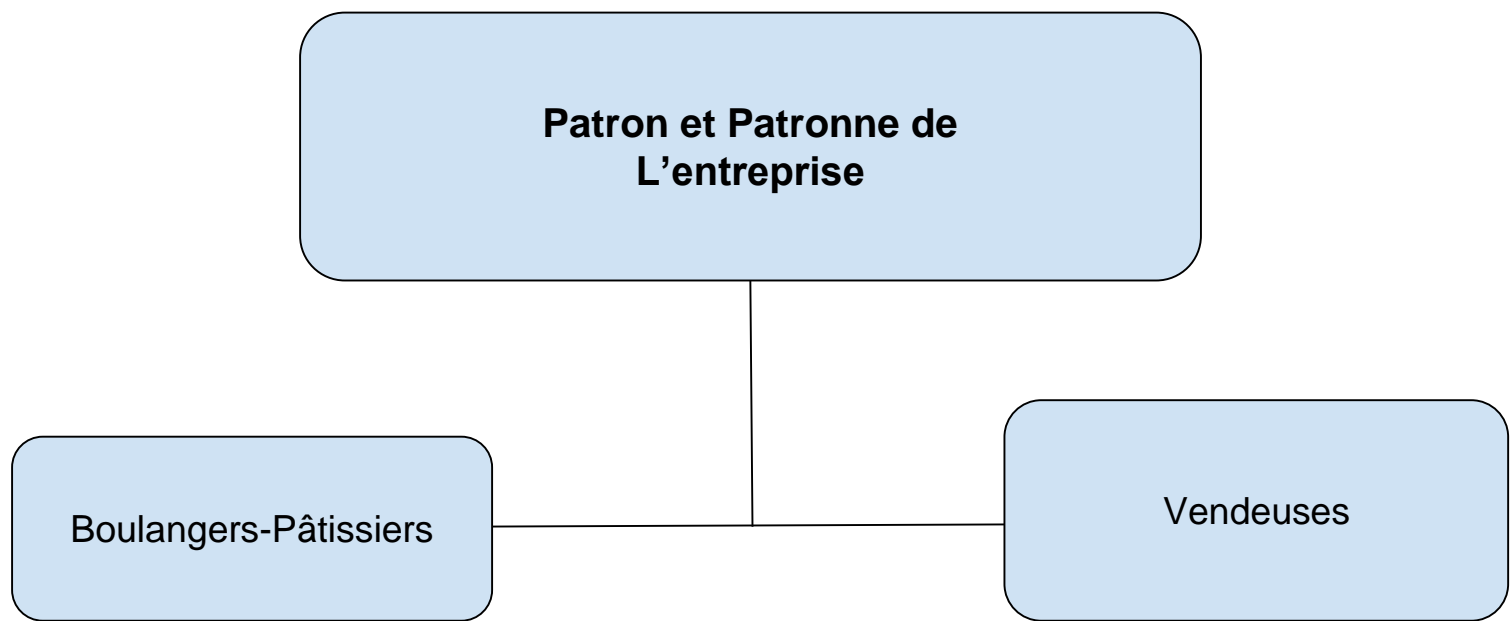 Patron et Patronne de
L’entreprise
Boulangers-Pâtissiers
Vendeuses